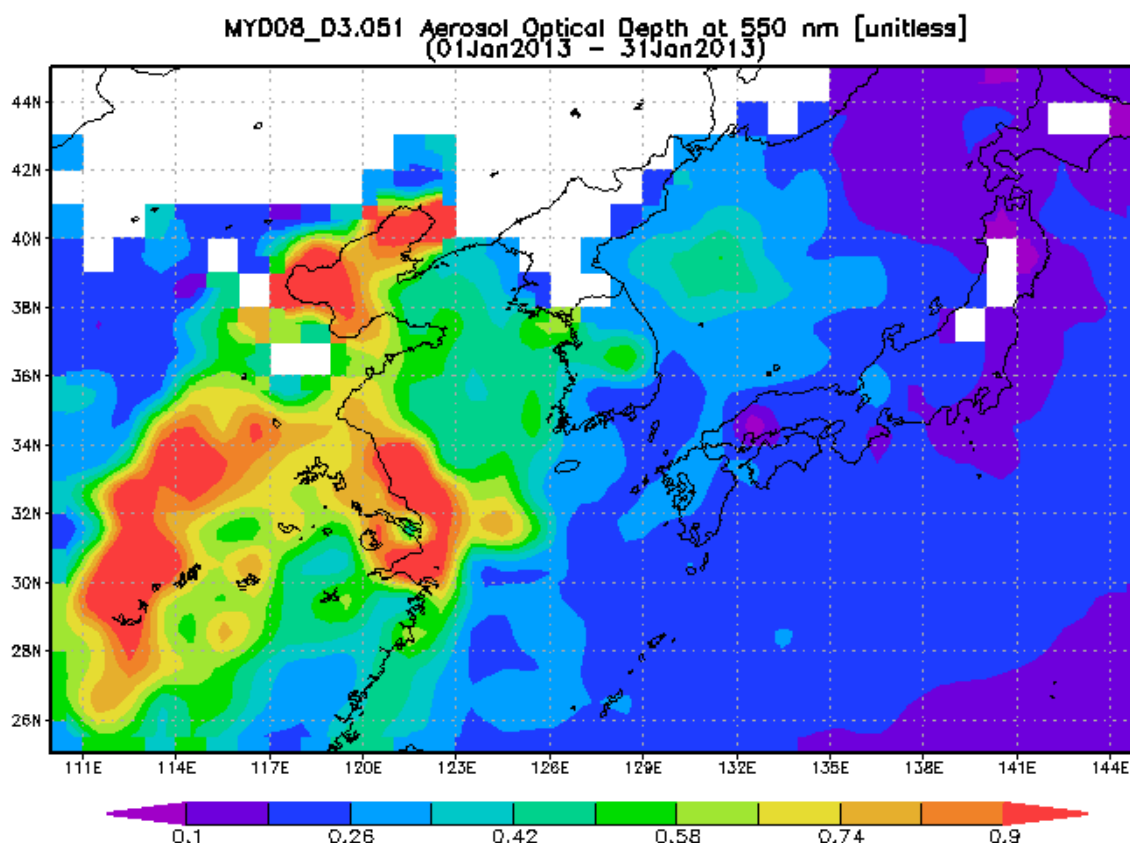 MYD08_D3.051 Aerosol Optical Depth at 550 nm [unitless]
(01Jan2013 - 31Jan2013)
44N
42N
40N
38N
36N
34N
32N
30N
28N
26N
111E 114E 117E 120E 123E 126E 129E 132E 135E 138E 141E 144E
0.1 0.26 0.42 0.58 0.74 0.9